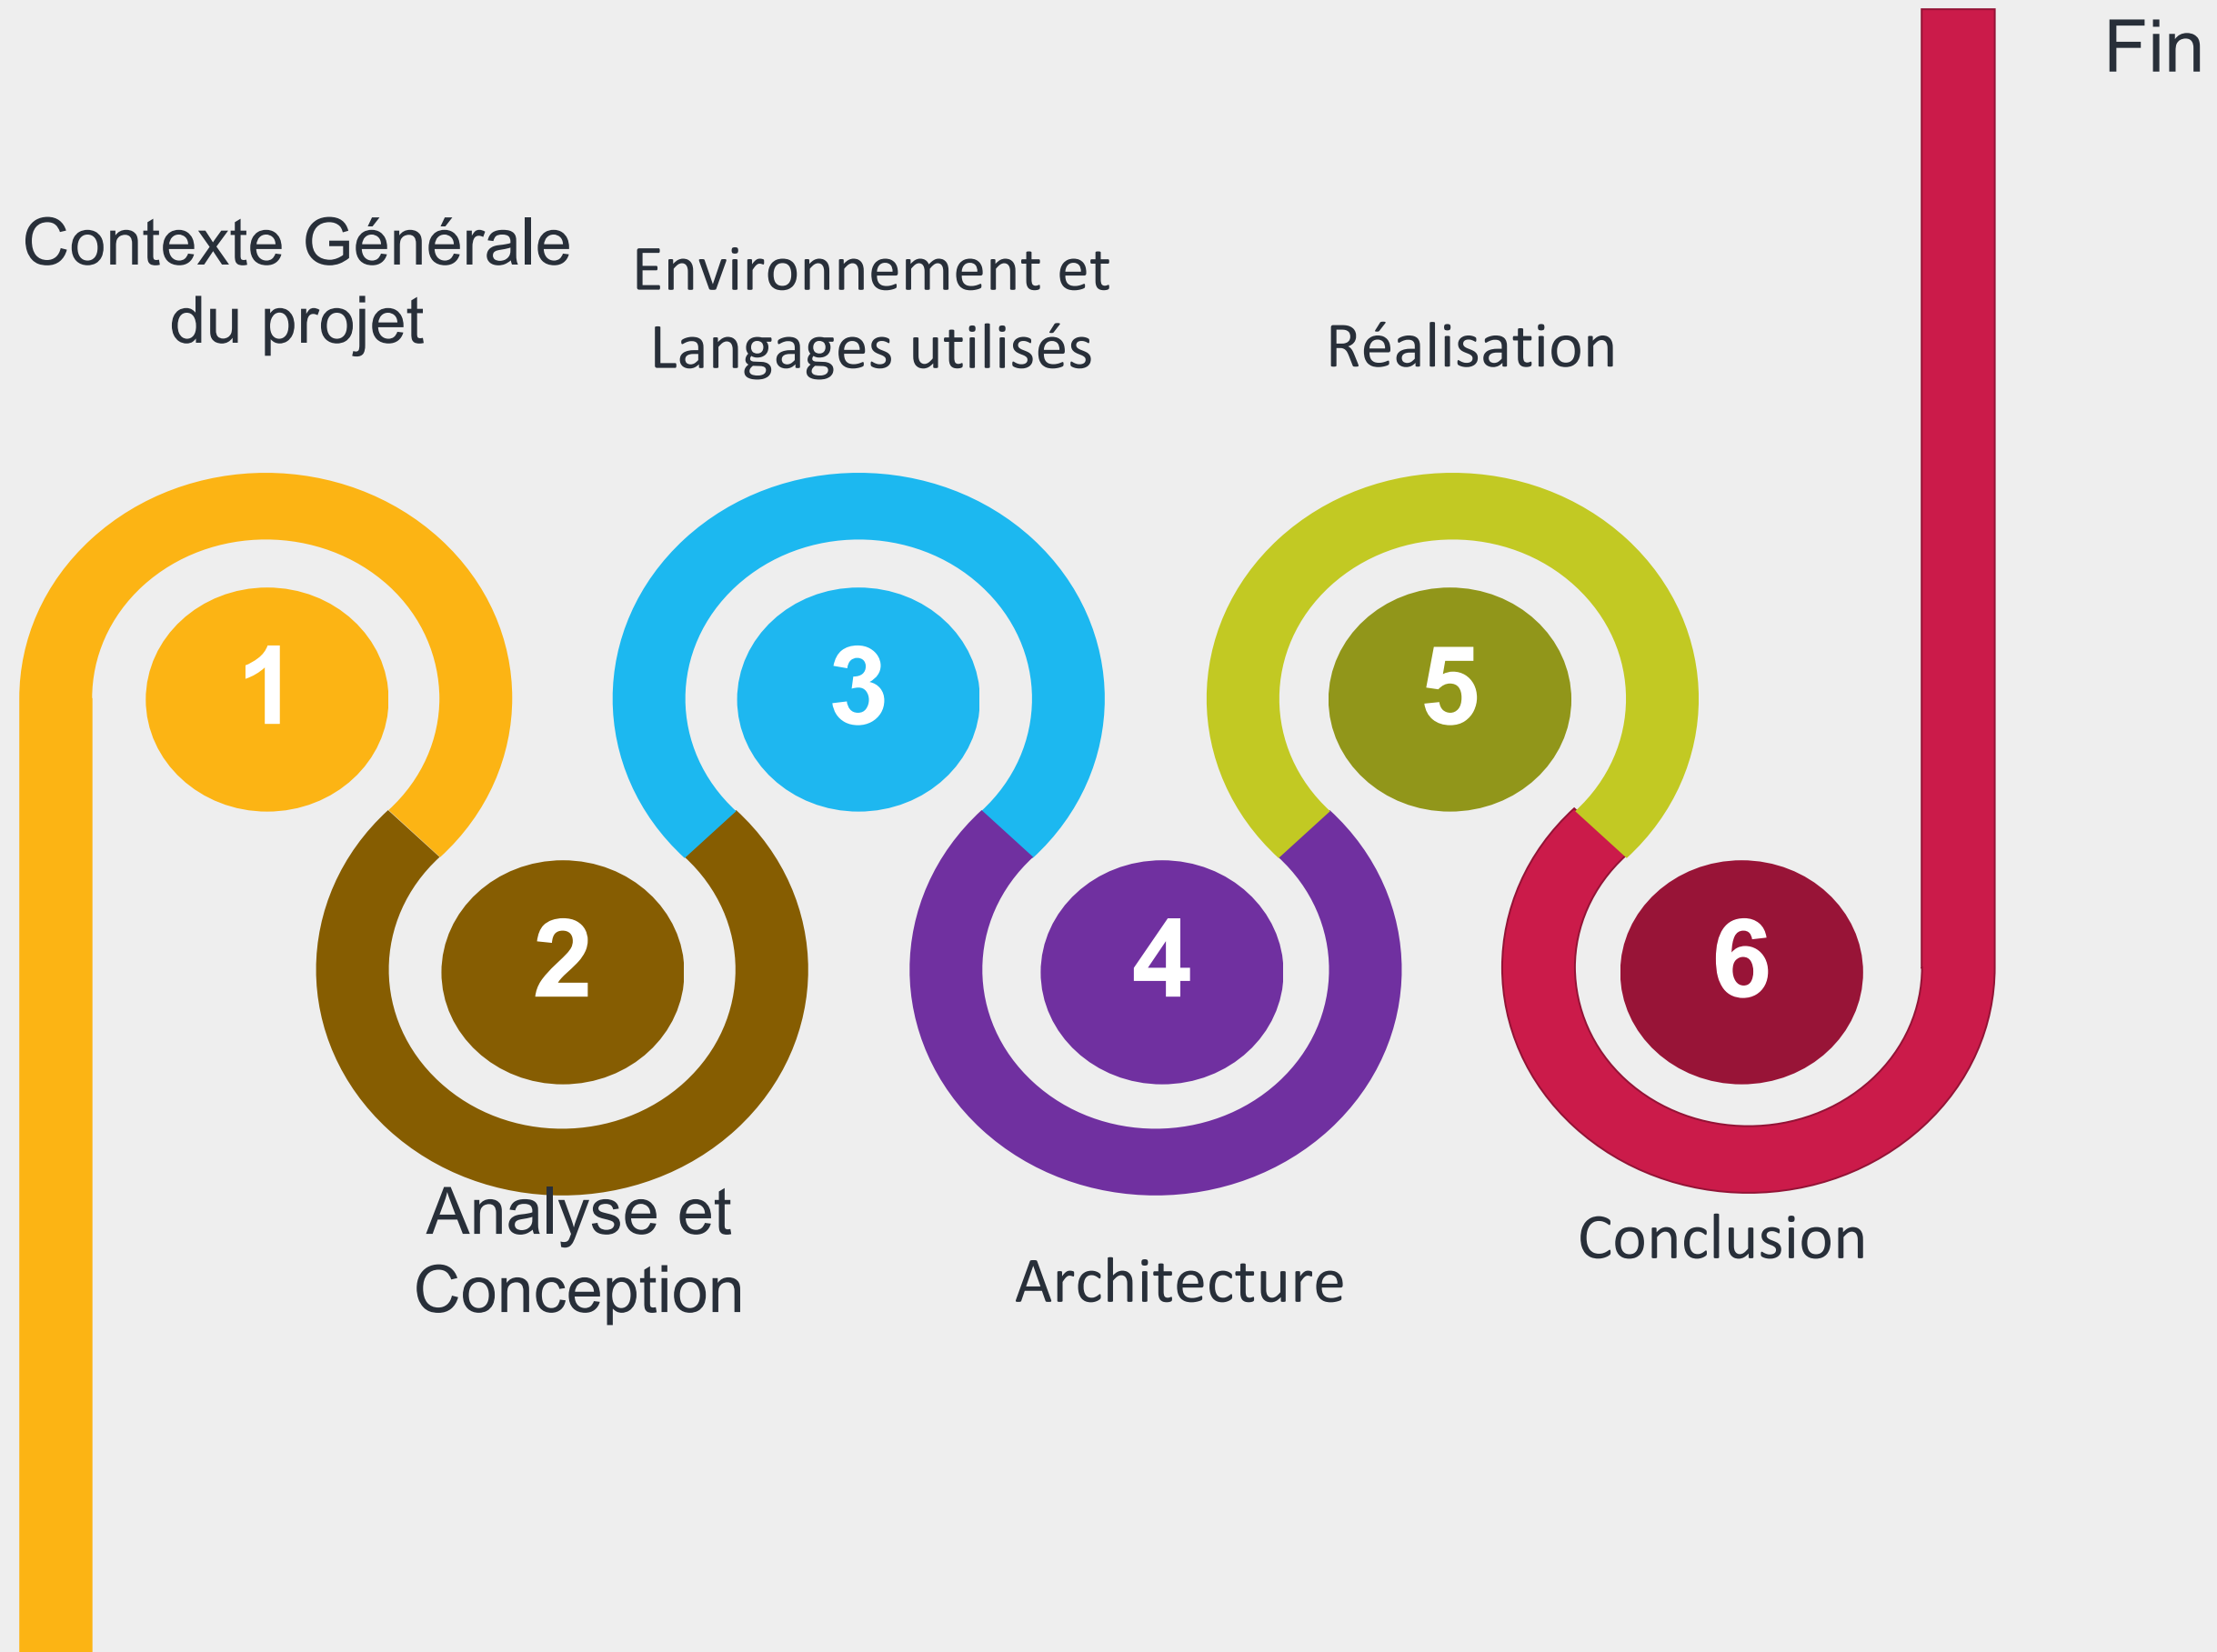 Fin
Contexte Générale
du projet
Environnement et
Langages utilisés
Réalisation
1
3
5
2
4
6
Analyse et
Conception
Architecture
Conclusion